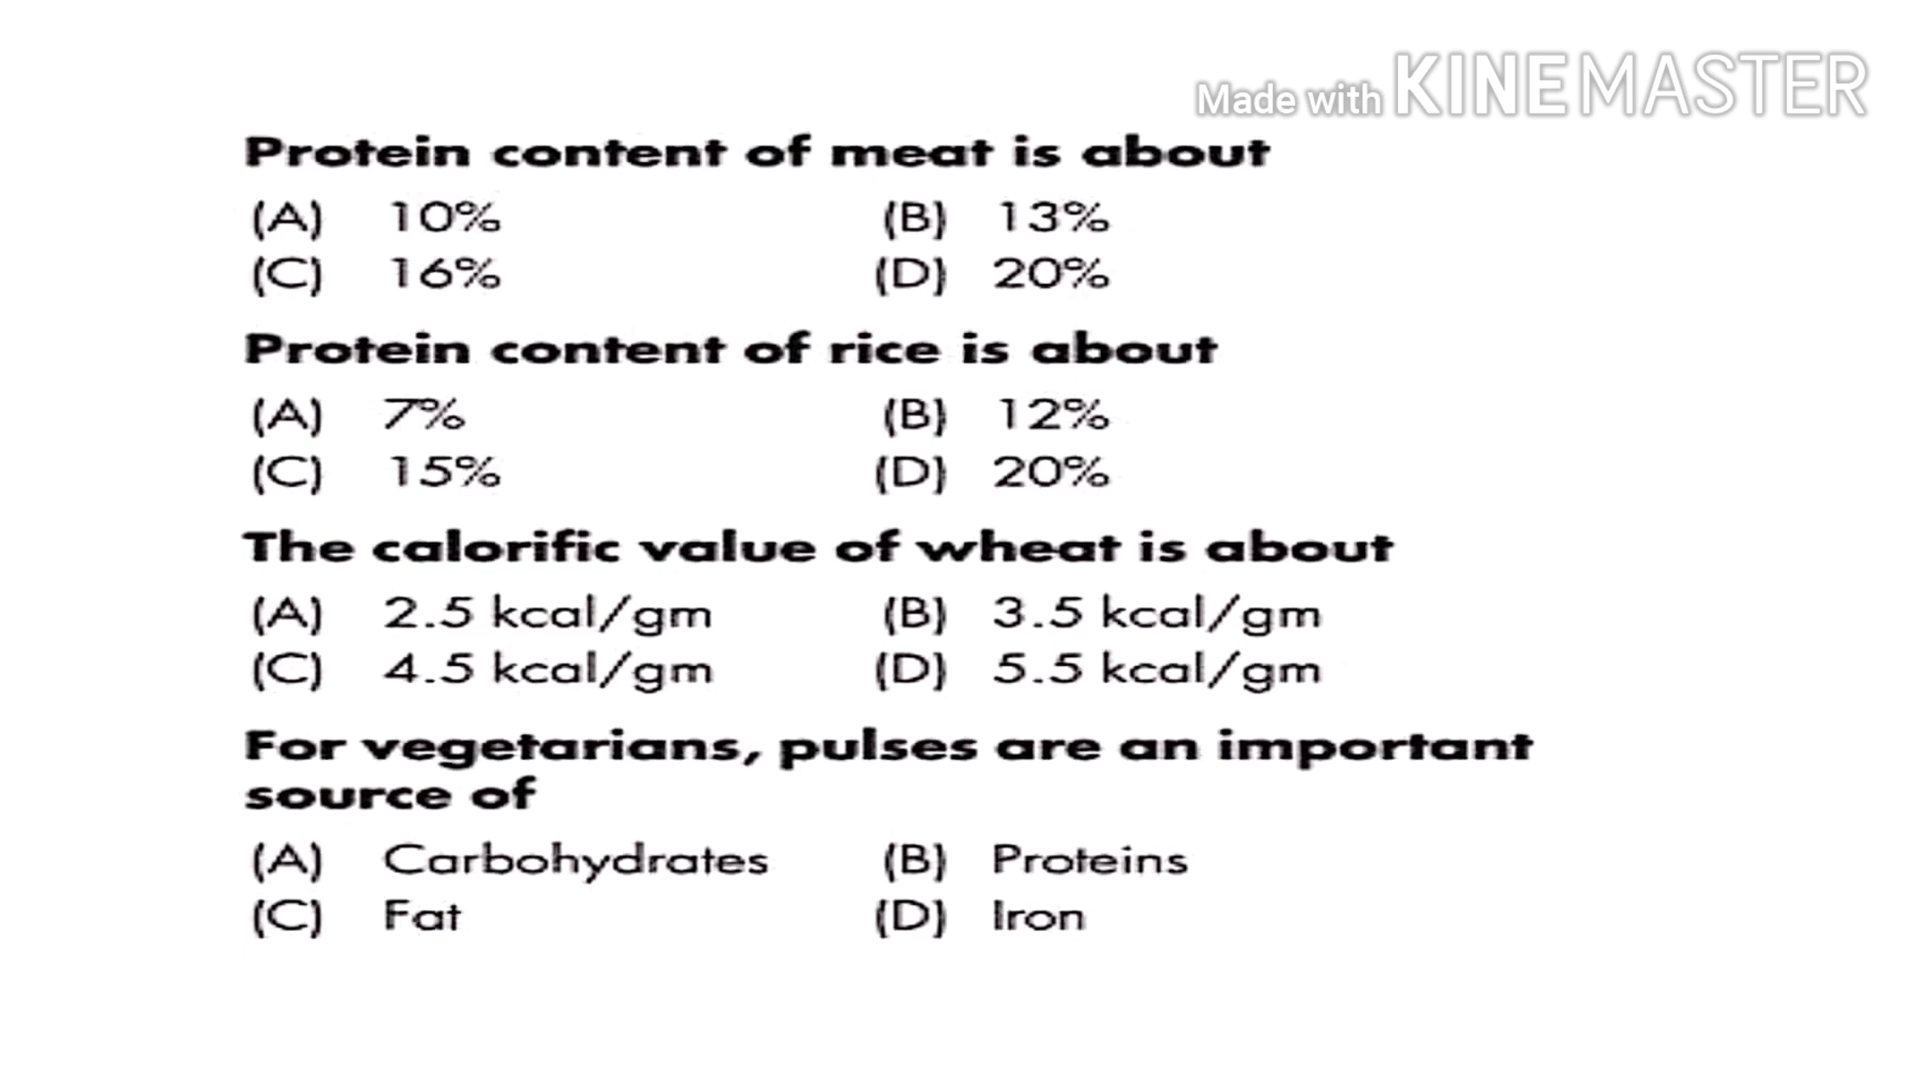 Made with KINEMASTER
Protein content of meat is about
(A) 10% (B) 13%
(C) 16% (D) 20%
Protein content of rice is about
(A) 7% (B) 12%
(C) 15% (D) 20%
The calorific value of wheat is about
(A) 2.5 kcal/gm (B) 3.5 kcal/gm
(C) 4.5 kcal/gm (D) 5.5 kcal/gm
For vegetarians, pulses are an important
source of
(A) Carbohydrates (B) Proteins
(C) Fat (D) Iron